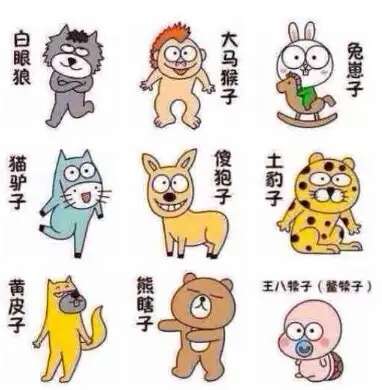 白眼狼
大马猴子
兔崽子
猫驴子
傻狍子
土豹子
黄皮子
熊瞎子
王八犊子（鳖犊子）